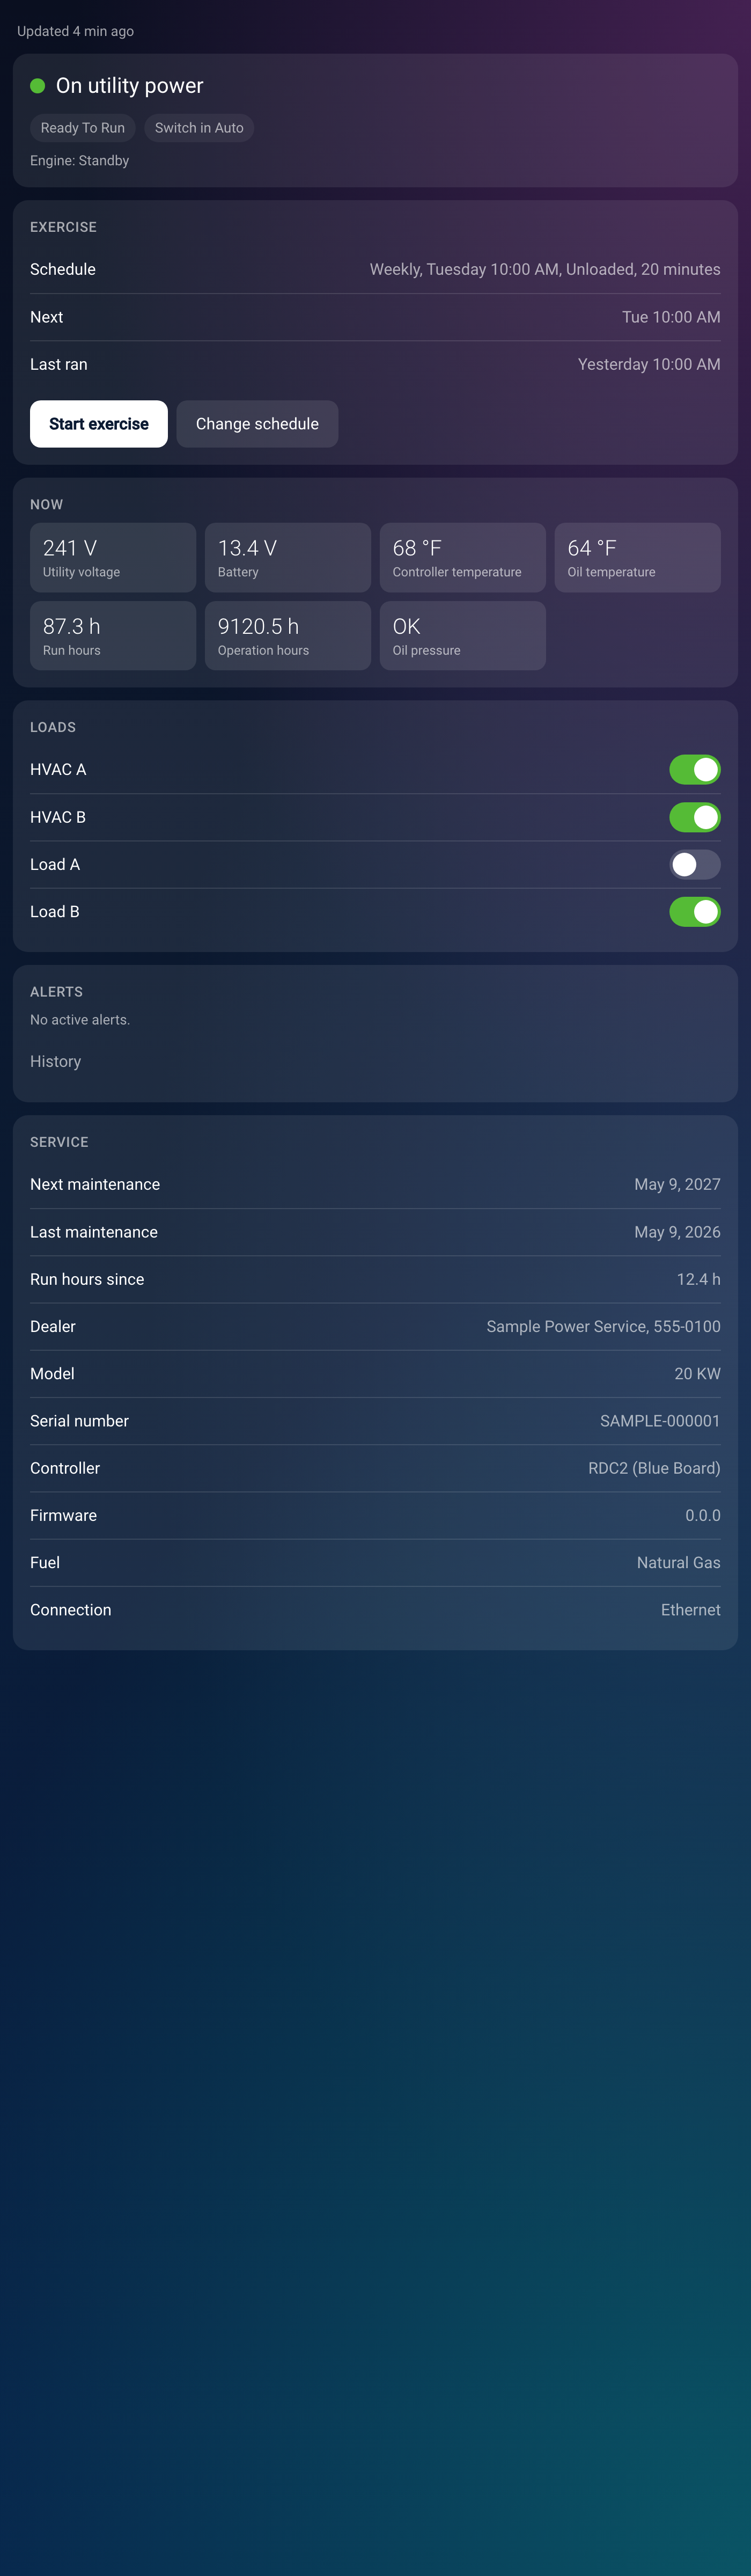 Updated 4 min ago
On utility power
Ready To Run Switch in Auto
Engine: Standby
EXERCISE
Schedule Weekly, Tuesday 10:00 AM, Unloaded, 20 minutes
Next Tue 10:00 AM
Last ran Yesterday 10:00 AM
Start exercise Change schedule
NOW
241 V 13.4 V 68 °F 64 °F
Utility voltage Battery Controller temperature Oil temperature
87.3 h 9120.5 h OK
Run hours Operation hours Oil pressure
LOADS
HVAC A
HVAC B
Load A
Load B
ALERTS
No active alerts.
History
SERVICE
Next maintenance May 9, 2027
Last maintenance May 9, 2026
Run hours since 12.4 h
Dealer Sample Power Service, 555-0100
Model 20 KW
Serial number SAMPLE-000001
Controller RDC2 (Blue Board)
Firmware 0.0.0
Fuel Natural Gas
Connection Ethernet